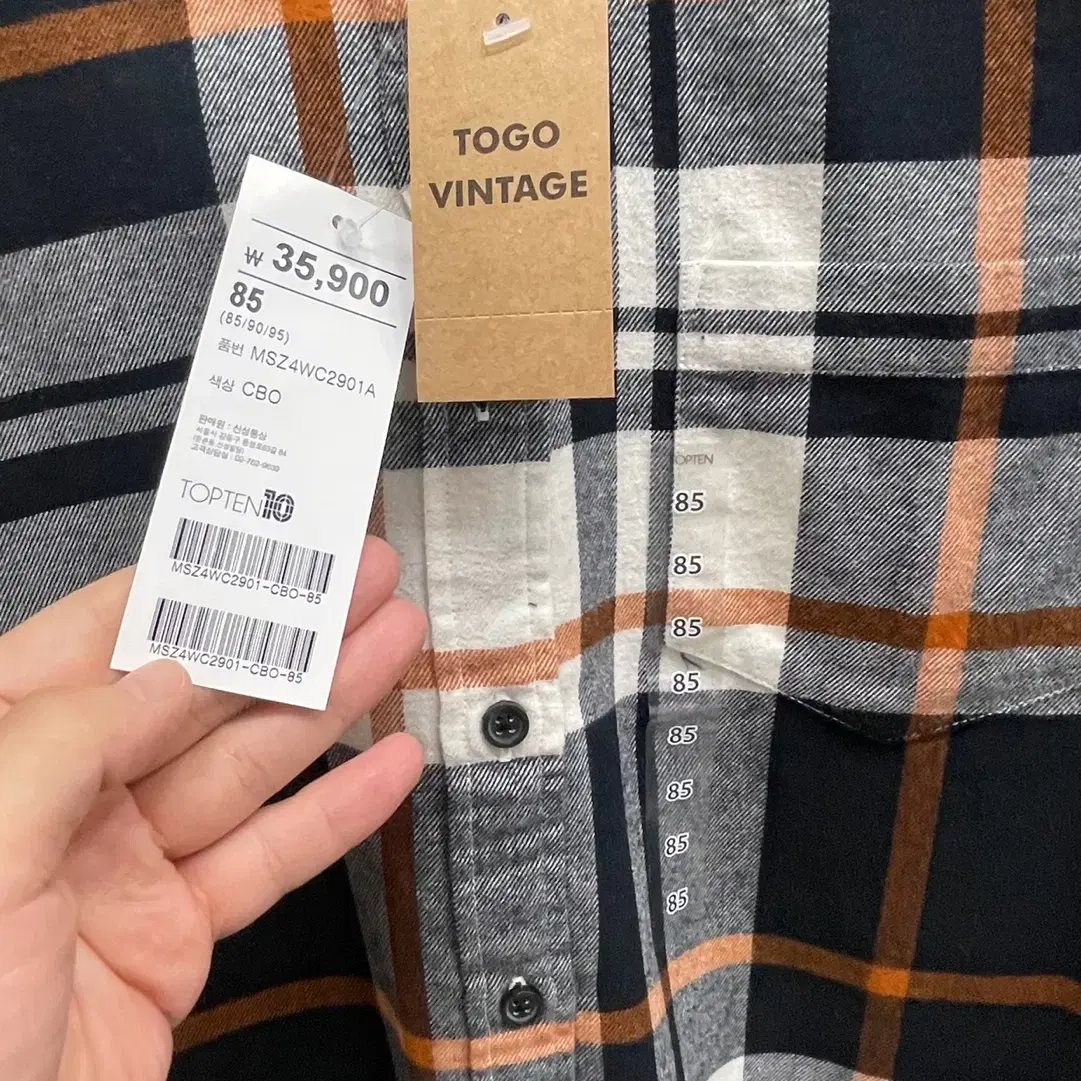 TOGO
VINTAGE
₩ 35,900
85
(85/90/95)
품번 MSZ4WC2901A
색상 CBO
판매원 : 신성통상
TOPTEN10
MSZ4WC2901-CBO-85
MSZ4WC2901-CBO-85
OPTEN
85
85
85
85
85
85
85
85